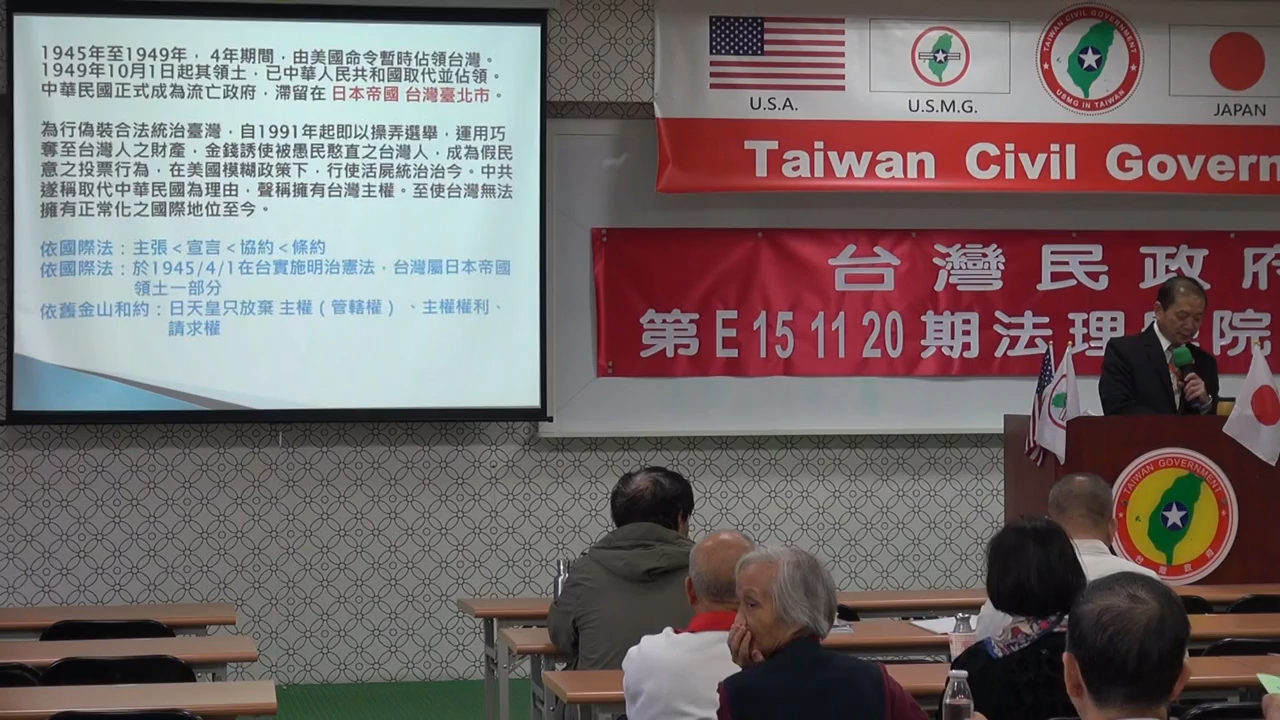 1945年至1949年， 4年期間，由美國命令暫時佔領台灣。
1949年10月1日起其領土，已中華人民共和國取代並佔領。
中華民國正式成為流亡政府，滯留在 日本帝國 台灣臺北市。
為行偽裝合法統治臺灣，自1991年起即以操弄選舉，運用巧
奪至台灣人之財產，金錢誘使被愚民憨直之台灣人，成為假民
意之投票行為，在美國模糊政策下，行使活屍統治治今。中共
遂稱取代中華民國為理由，聲稱擁有台灣主權。至使台灣無法
擁有正常化之國際地位至今。
依國際法：主張＜宣言＜協約＜條約
依國際法：於1945/4/1在台實施明治憲法，台灣屬日本帝國
領土一部分
依舊金山和約：日天皇只放棄 主權（管轄權）、主權權利、
請求權
U.S.A.
U.S.M.G.
TAIWAN CIVIL GOVERNMENT
USMG IN TAIWAN
JAPAN
Taiwan Civil Govern
台灣民政府
第E 15 11 20 期法理 院
TAIWAN GOVERNMENT